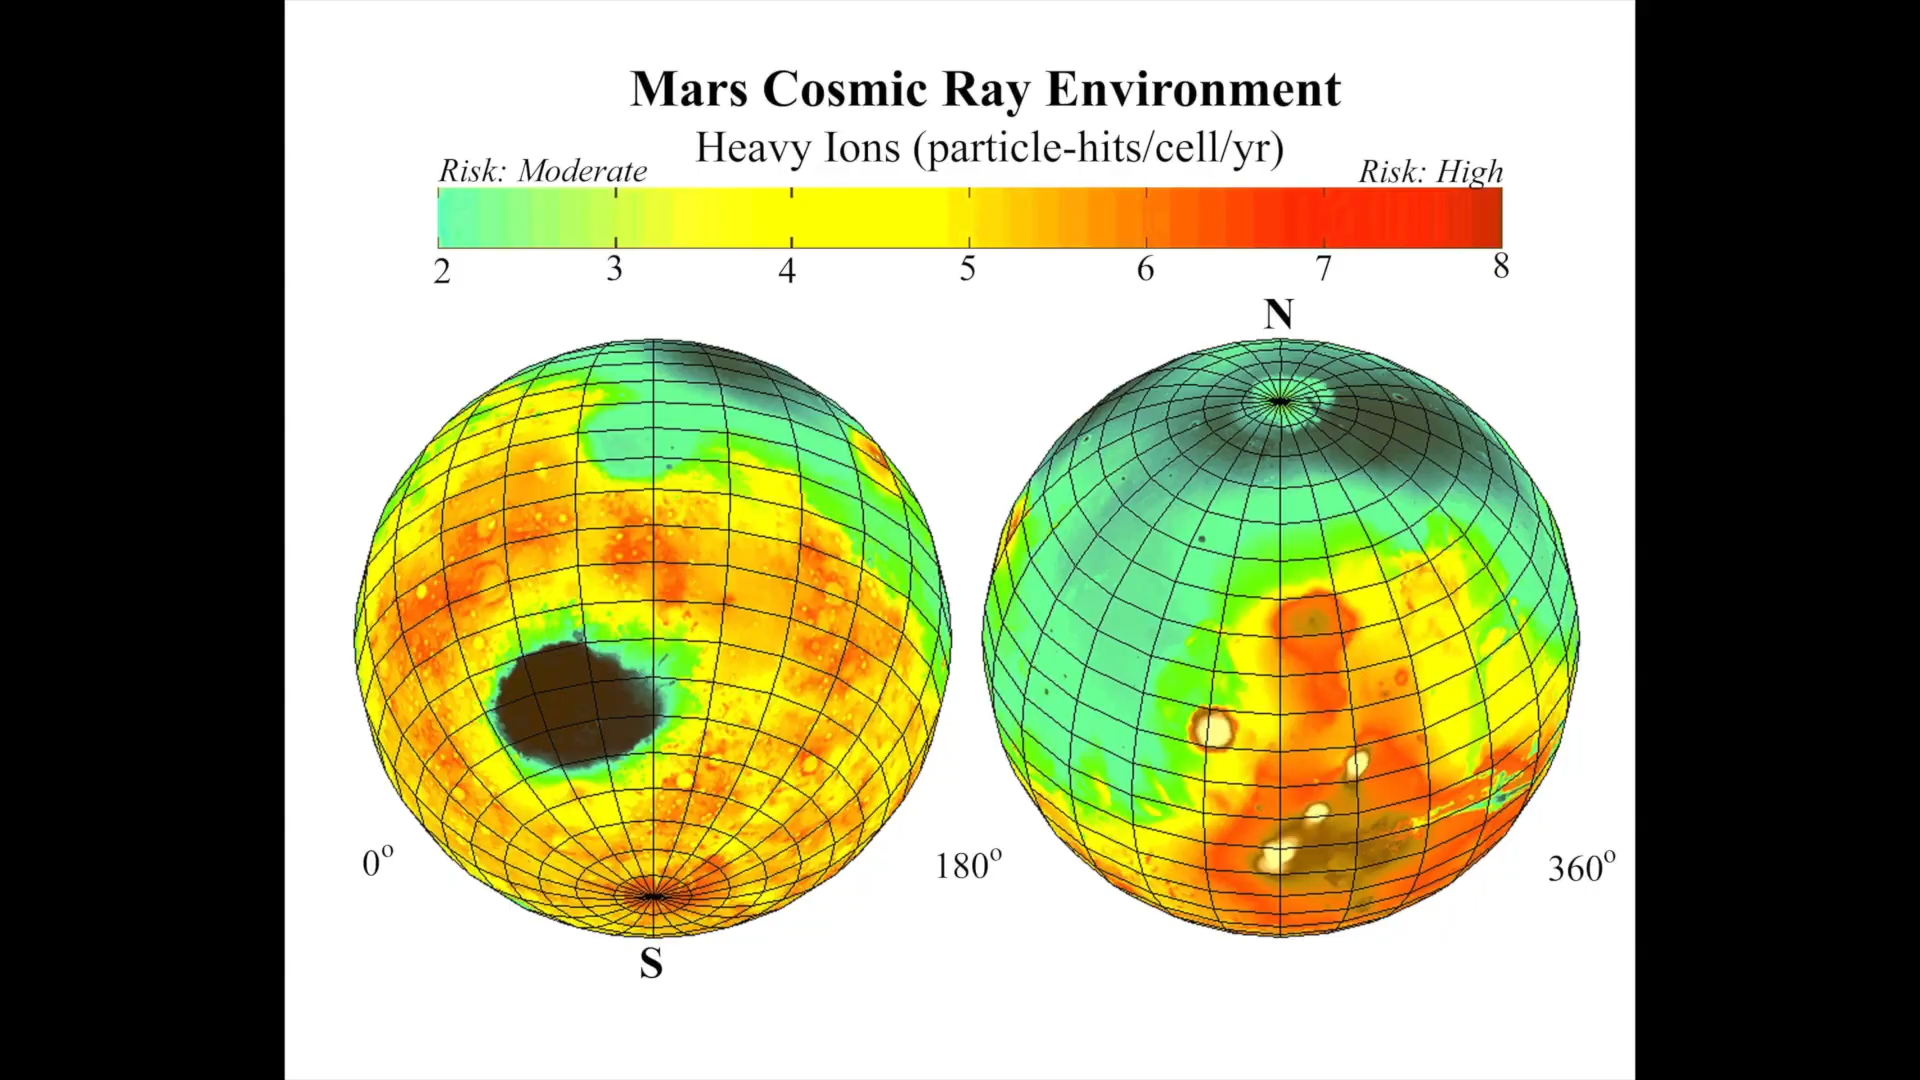 Mars Cosmic Ray Environment
Heavy Ions (particle-hits/cell/yr)
Risk: Moderate
Risk: High
2 3 4 5 6 7 8
N
0° 180° 360°
S